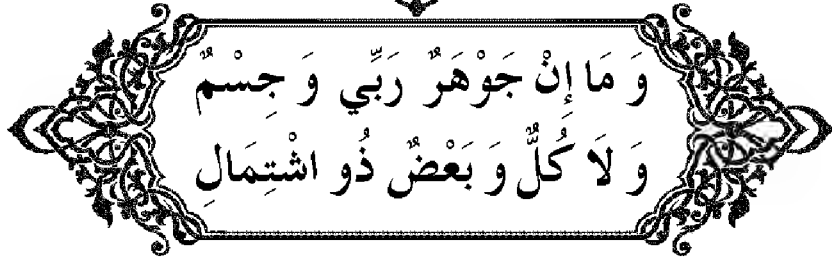 وَ مَا إِنْ جَوْهَرٌ رَبِّي وَ جِسْمٌ
وَ لَا كُلٌّ وَ بَعْضٌ ذُو اشْتِمَالِ